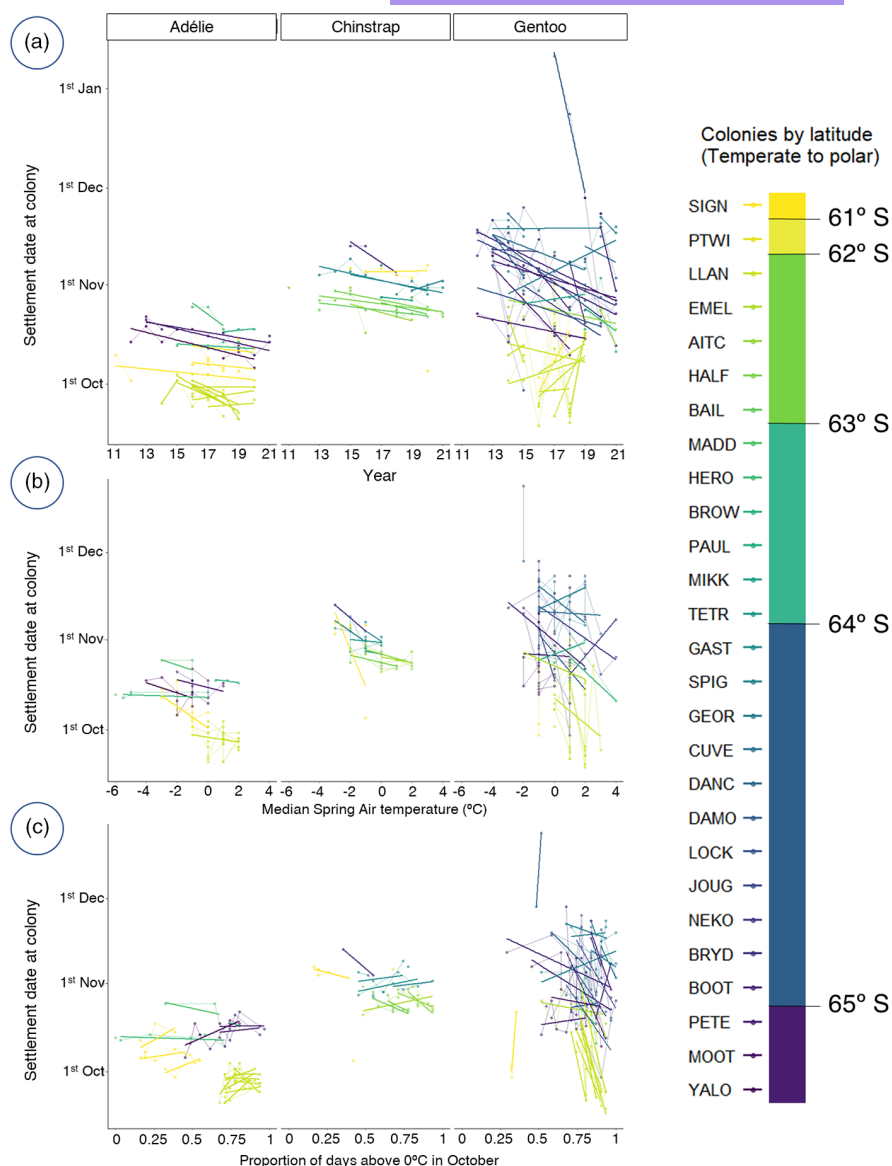 (a)
Adélie Chinstrap Gentoo
Settlement date at colony
1st Jan
1st Dec
1st Nov
1st Oct
11 13 15 17 19 21 11 13 15 17 19 21 11 13 15 17 19 21
Year
(b)
Settlement date at colony
1st Dec
1st Nov
1st Oct
-6 -4 -2 0 2 4 -6 -4 -2 0 2 4 -6 -4 -2 0 2 4
Median Spring Air temperature (ºC)
(c)
Settlement date at colony
1st Dec
1st Nov
1st Oct
0 0.25 0.5 0.75 1 0 0.25 0.5 0.75 1 0 0.25 0.5 0.75 1
Proportion of days above 0ºC in October
Colonies by latitude
(Temperate to polar)
SIGN
61º S
PTWI
62º S
LLAN
EMEL
AITC
HALF
BAIL
63º S
MADD
HERO
BROW
PAUL
MIKK
TETR
64º S
GAST
SPIG
GEOR
CUVE
DANC
DAMO
LOCK
JOUG
NEKO
BRYD
BOOT
65º S
PETE
MOOT
YALO